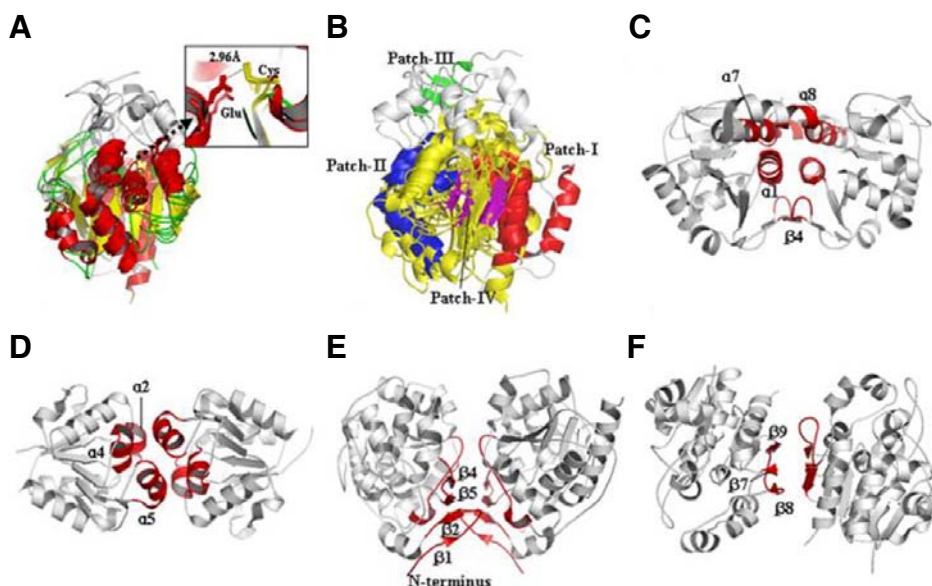 A
2.96Å
Cys
Glu
B
Patch-III
Patch-II
Patch-I
Patch-IV
C
α7
α8
α1
β4
D
α2
α4
α5
E
β4
β5
β2
β1
N-terminus
F
β9
β7
β8